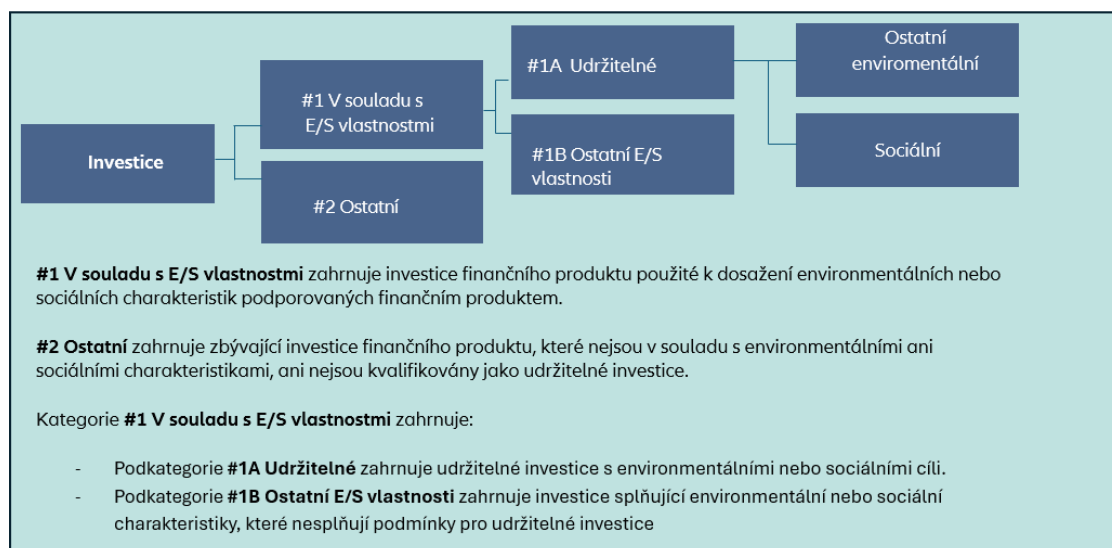 Investice
#1 V souladu s
E/S vlastnostmi
#2 Ostatní
#1A Udržitelné
#1B Ostatní E/S
vlastnosti
Ostatní
enviromentální
Sociální
#1 V souladu s E/S vlastnostmi zahrnuje investice finančního produktu použité k dosažení environmentálních nebo
sociálních charakteristik podporovaných finančním produktem.
#2 Ostatní zahrnuje zbývající investice finančního produktu, které nejsou v souladu s environmentálními ani
sociálními charakteristikami, ani nejsou kvalifikovány jako udržitelné investice.
Kategorie #1 V souladu s E/S vlastnostmi zahrnuje:
- Podkategorie #1A Udržitelné zahrnuje udržitelné investice s environmentálními nebo sociálními cíli.
- Podkategorie #1B Ostatní E/S vlastnosti zahrnuje investice splňující environmentální nebo sociální
charakteristiky, které nesplňují podmínky pro udržitelné investice